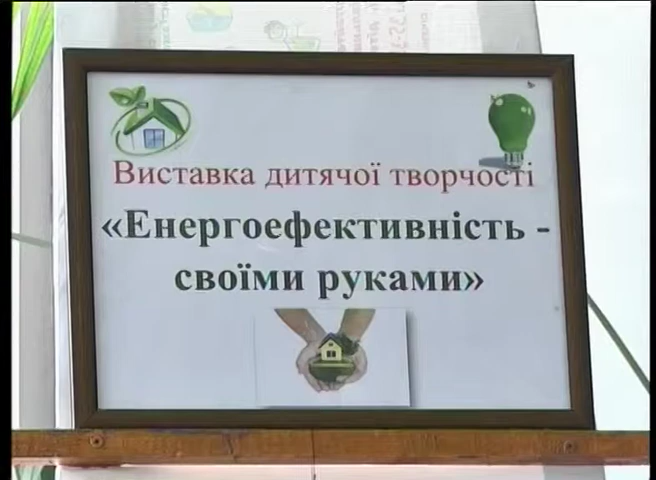 Виставка дитячої творчості
«Енергоефективність -
своїми руками»